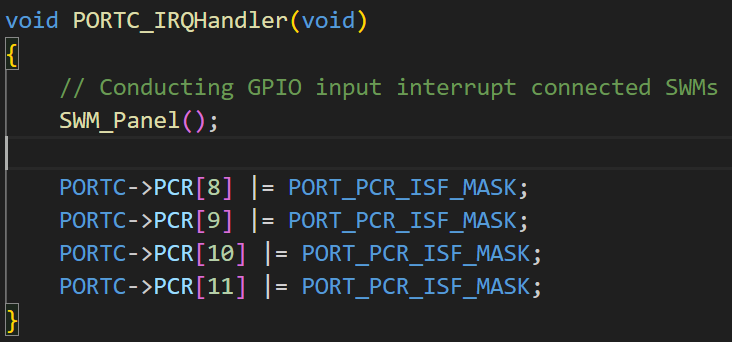 void PORTC_IRQHandler(void)
{
// Conducting GPIO input interrupt connected SWMs
SWM_Panel();
PORTC->PCR[8] |= PORT_PCR_ISF_MASK;
PORTC->PCR[9] |= PORT_PCR_ISF_MASK;
PORTC->PCR[10] |= PORT_PCR_ISF_MASK;
PORTC->PCR[11] |= PORT_PCR_ISF_MASK;
}